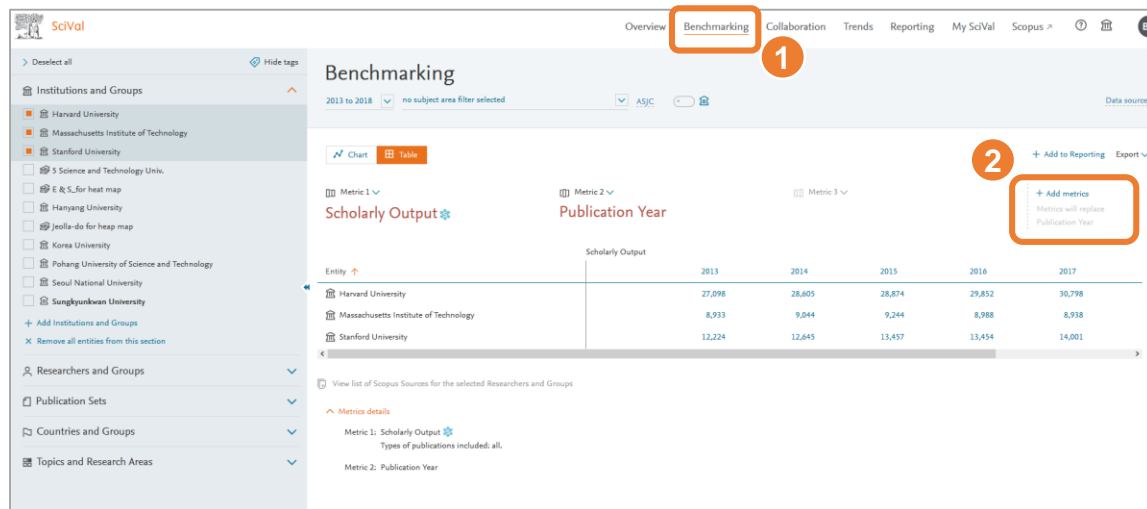 SciVal
Overview Benchmarking Collaboration Trends Reporting My SciVal Scopus
1
Deselect all Hide tags
Institutions and Groups
Harvard University
Massachusetts Institute of Technology
Stanford University
5 Science and Technology Univ.
E & S_for heat map
Hanyang University
Jeolla-do for heap map
Korea University
Pohang University of Science and Technology
Seoul National University
Sungkyunkwan University
+ Add Institutions and Groups
× Remove all entities from this section
Researchers and Groups
Publication Sets
Countries and Groups
Topics and Research Areas
Benchmarking
2013 to 2018 no subject area filter selected ASJC Data source
Chart Table
2
+ Add to Reporting Export
Metric 1 Metric 2 Metric 3
Scholarly Output Publication Year
+ Add metrics
Metrics will replace
Publication Year
Scholarly Output
Entity 2013 2014 2015 2016 2017
Harvard University 27,098 28,605 28,874 29,852 30,798
Massachusetts Institute of Technology 8,933 9,044 9,244 8,988 8,938
Stanford University 12,224 12,645 13,457 13,454 14,001
View list of Scopus Sources for the selected Researchers and Groups
Metrics details
Metric 1: Scholarly Output
Types of publications included: all.
Metric 2: Publication Year